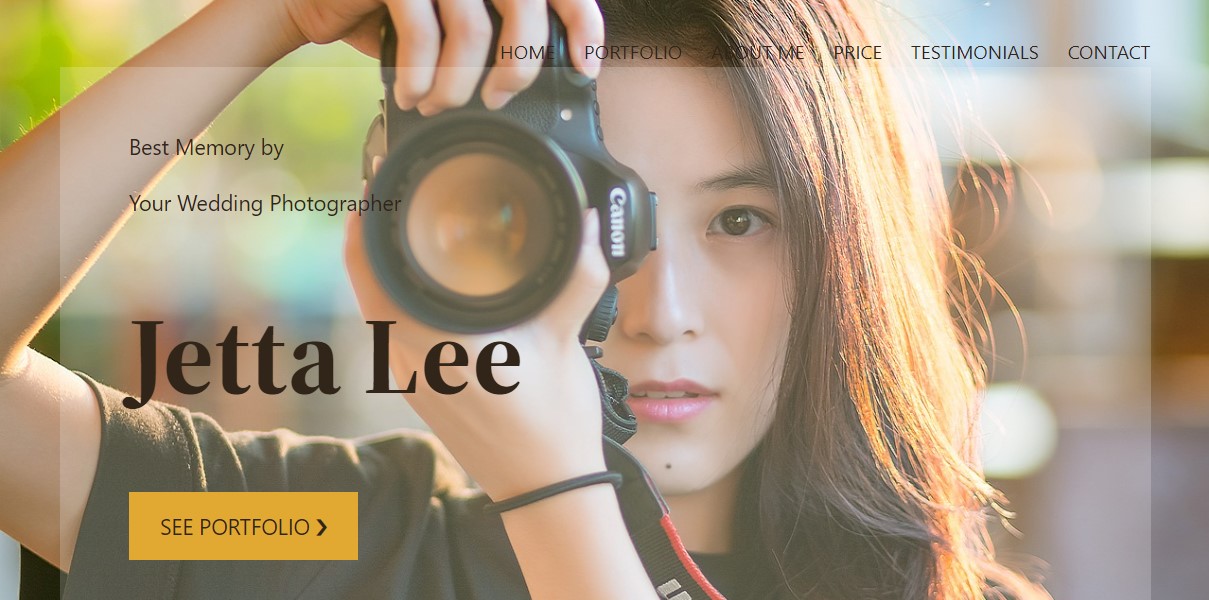 HOME PORTFOLIO ABOUT ME PRICE TESTIMONIALS CONTACT
Best Memory by
Your Wedding Photographer
Canon
Jetta Lee
SEE PORTFOLIO ❯